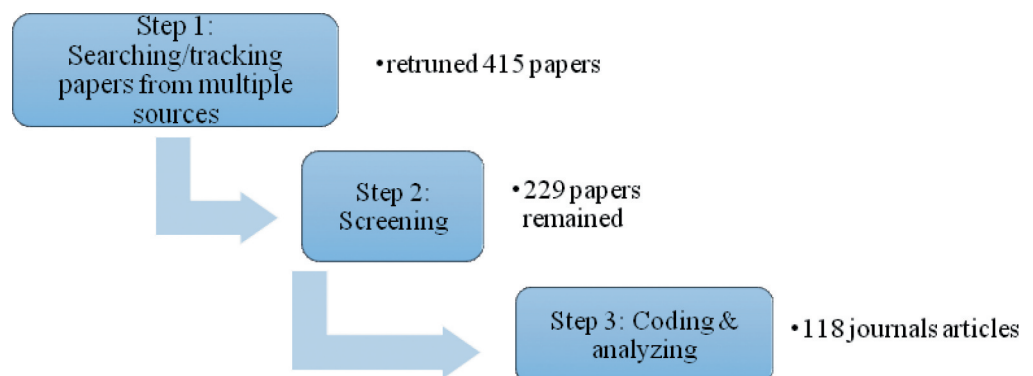 Step 1:
Searching/tracking
papers from multiple
sources
•retruned 415 papers
Step 2:
Screening
•229 papers
remained
Step 3: Coding &
analyzing
•118 journals articles